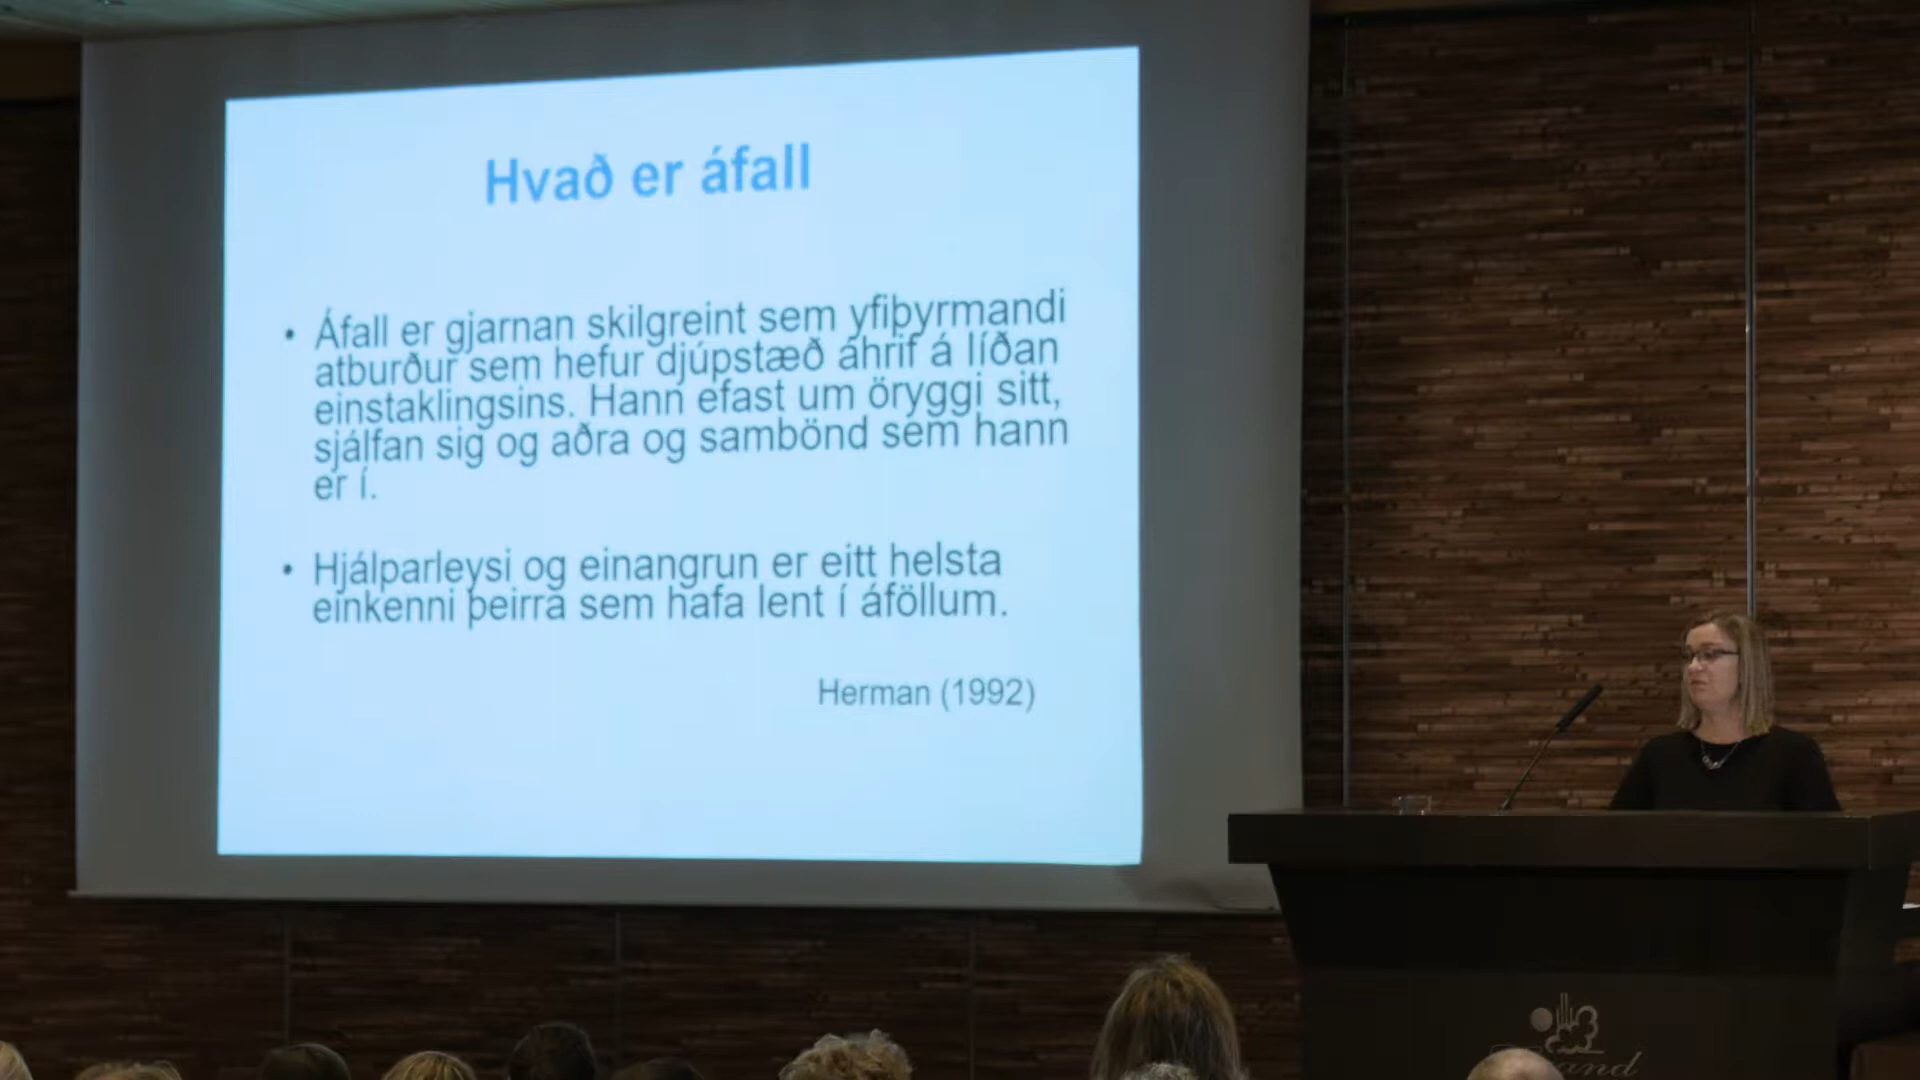 Hvað er áfall
• Áfall er gjarnan skilgreint sem yfiþyrmandi
atburður sem hefur djúpstæð áhrif á líðan
einstaklingsins. Hann efast um öryggi sitt,
sjálfan sig og aðra og sambönd sem hann
er í.
• Hjálparleysi og einangrun er eitt helsta
einkenni þeirra sem hafa lent í áföllum.
Herman (1992)